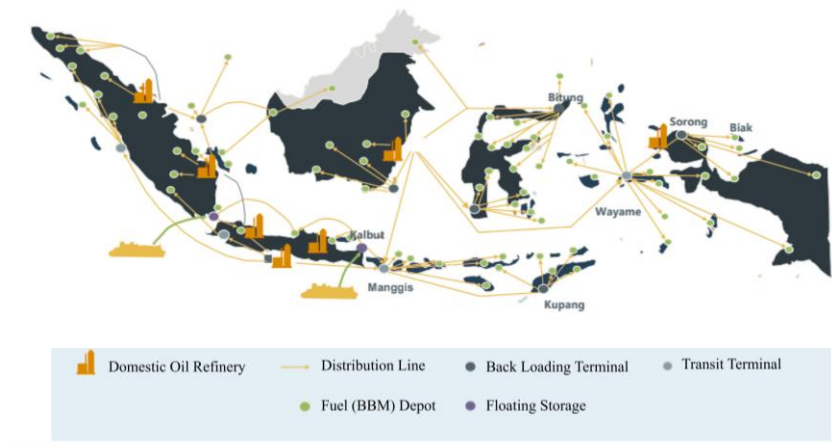 Bitung
Sorong
Biak
Wayame
Kalbut
Manggis
Kupang
Domestic Oil Refinery
Distribution Line
Back Loading Terminal
Transit Terminal
Fuel (BBM) Depot
Floating Storage